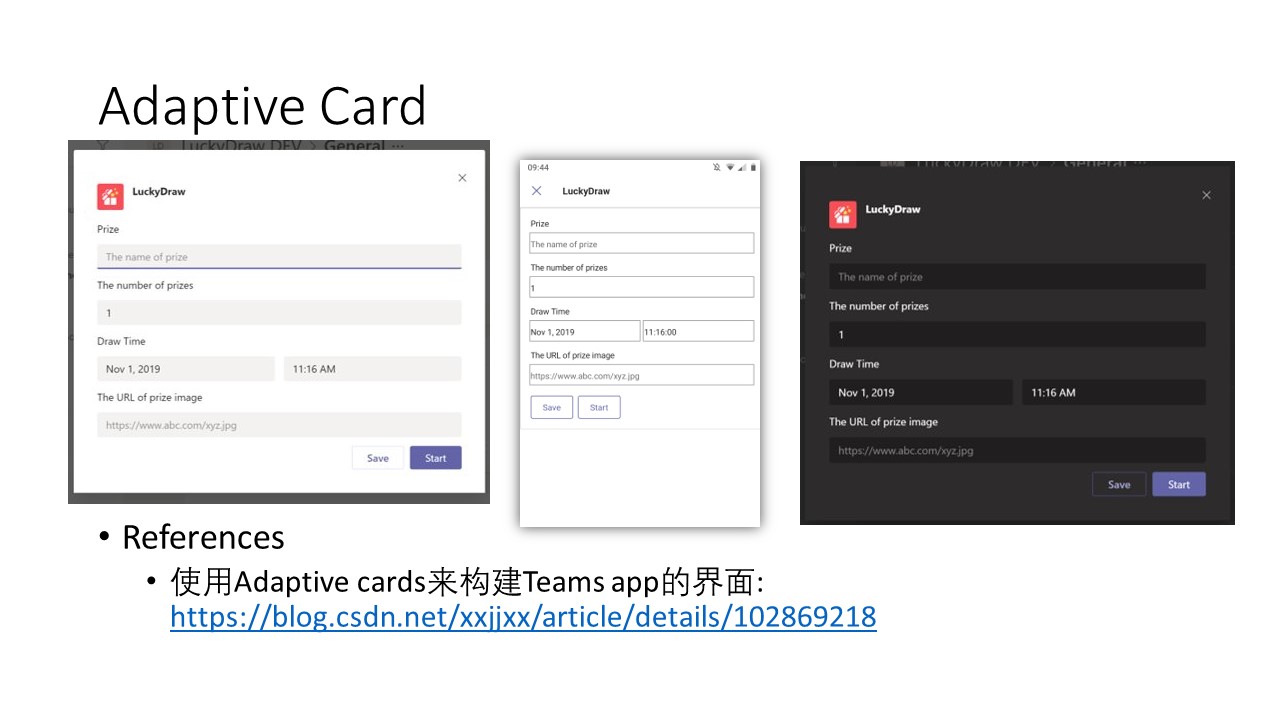 Adaptive Card
LuckyDraw DEV > General ...
LuckyDraw
Prize
The name of prize
The number of prizes
1
Draw Time
Nov 1, 2019 11:16 AM
The URL of prize image
https://www.abc.com/xyz.jpg
Save Start
09:44
LuckyDraw
Prize
The name of prize
The number of prizes
1
Draw Time
Nov 1, 2019 11:16:00
The URL of prize image
https://www.abc.com/xyz.jpg
Save Start
LuckyDraw DEV > General ...
LuckyDraw
Prize
The name of prize
The number of prizes
1
Draw Time
Nov 1, 2019 11:16 AM
The URL of prize image
https://www.abc.com/xyz.jpg
Save Start
• References
• 使用Adaptive cards来构建Teams app的界面:
https://blog.csdn.net/xxjjxx/article/details/102869218